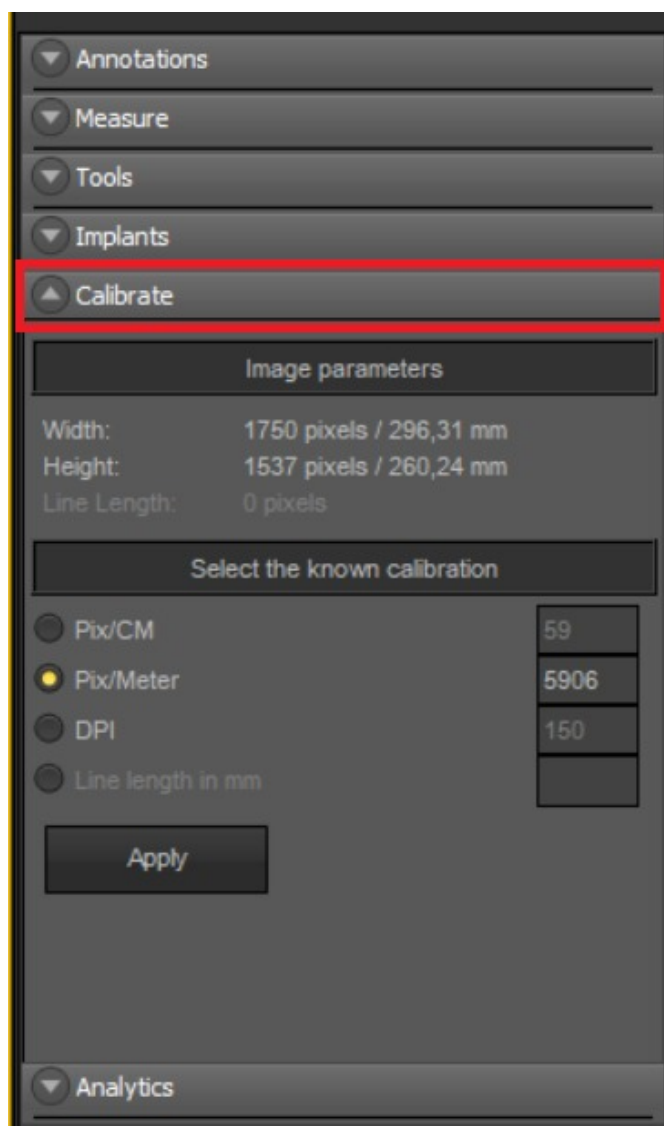 Annotations
Measure
Tools
Implants
Calibrate
Image parameters
Width: 1750 pixels / 296,31 mm
Height: 1537 pixels / 260,24 mm
Line Length: 0 pixels
Select the known calibration
Pix/CM 59
Pix/Meter 5906
DPI 150
Line length in mm
Apply
Analytics